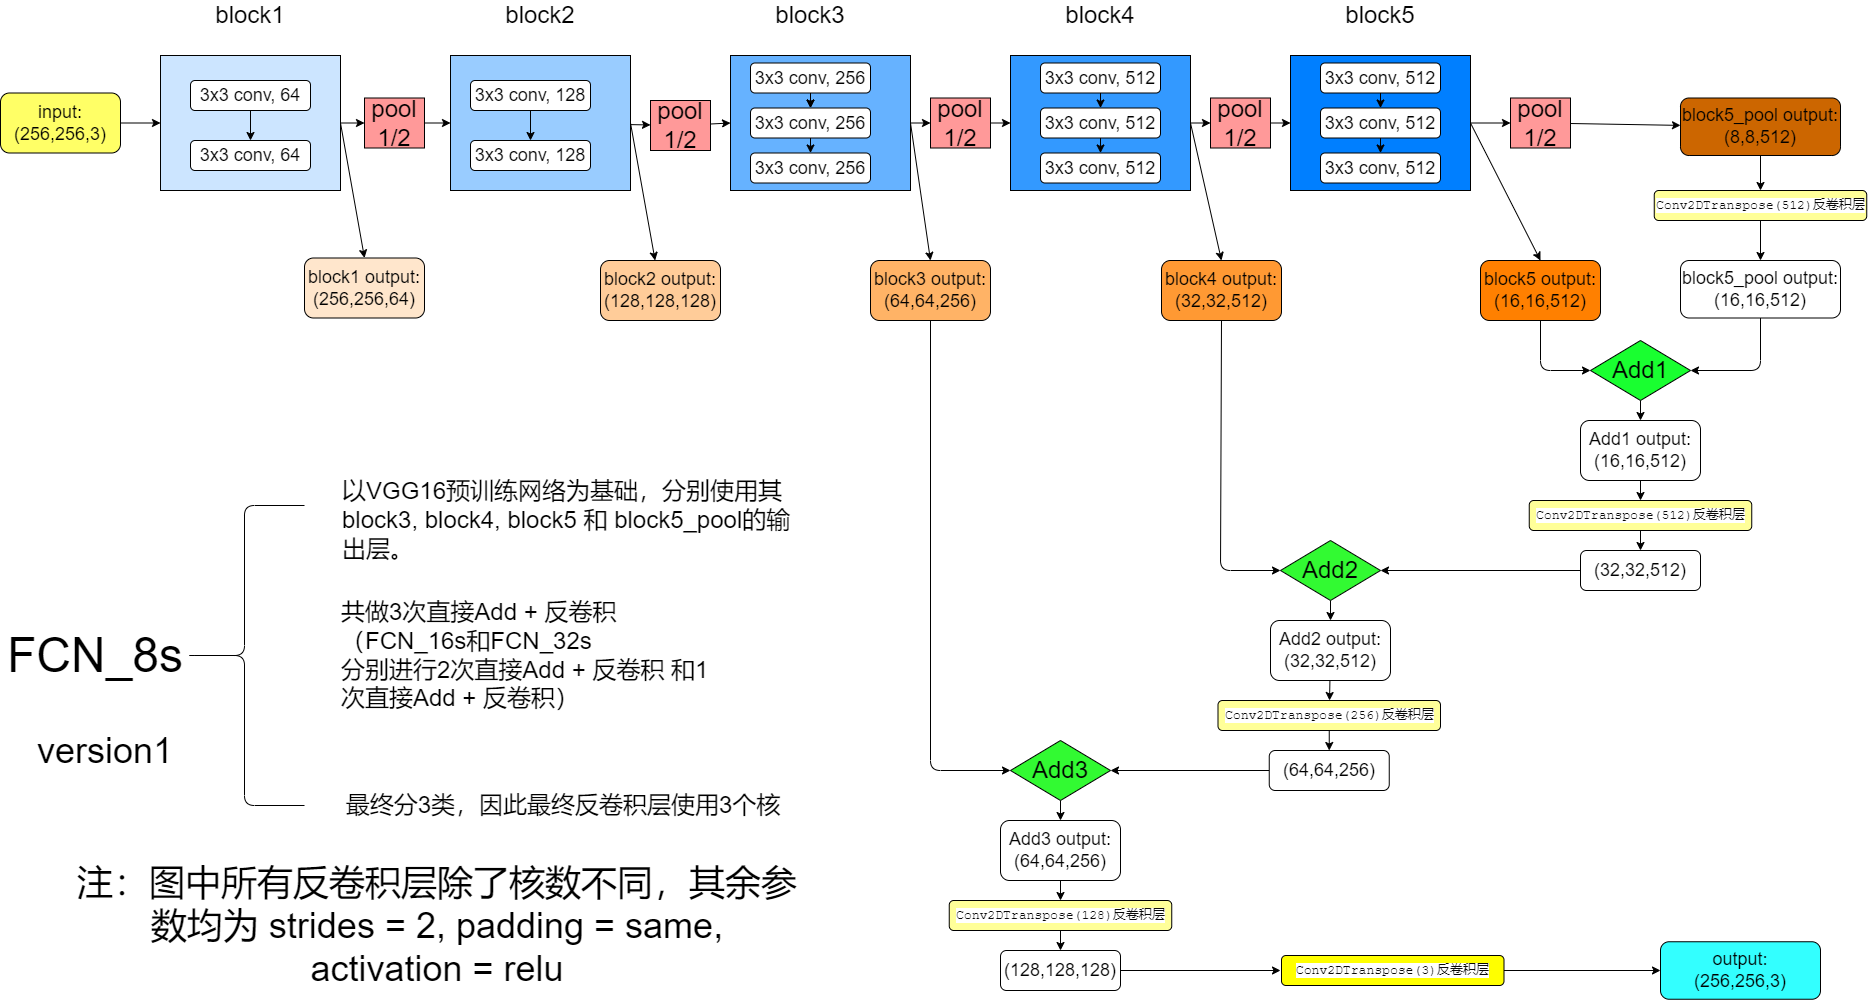 block1
block2
block3
block4
block5
input:
(256,256,3)
3x3 conv, 64
3x3 conv, 64
pool
1/2
3x3 conv, 128
3x3 conv, 128
pool
1/2
3x3 conv, 256
3x3 conv, 256
3x3 conv, 256
pool
1/2
3x3 conv, 512
3x3 conv, 512
3x3 conv, 512
pool
1/2
3x3 conv, 512
3x3 conv, 512
3x3 conv, 512
pool
1/2
block5_pool output:
(8,8,512)
Conv2DTranspose(512)反卷积层
block1 output:
(256,256,64)
block2 output:
(128,128,128)
block3 output:
(64,64,256)
block4 output:
(32,32,512)
block5 output:
(16,16,512)
block5_pool output:
(16,16,512)
Add1
Add1 output:
(16,16,512)
Conv2DTranspose(512)反卷积层
(32,32,512)
Add2
Add2 output:
(32,32,512)
Conv2DTranspose(256)反卷积层
(64,64,256)
Add3
Add3 output:
(64,64,256)
Conv2DTranspose(128)反卷积层
(128,128,128)
Conv2DTranspose(3)反卷积层
output:
(256,256,3)
FCN_8s
version1
以VGG16预训练网络为基础，分别使用其
block3, block4, block5 和 block5_pool的输
出层。
共做3次直接Add + 反卷积
（FCN_16s和FCN_32s
分别进行2次直接Add + 反卷积 和1
次直接Add + 反卷积）
最终分3类，因此最终反卷积层使用3个核
注：图中所有反卷积层除了核数不同，其余参
数均为 strides = 2, padding = same,
activation = relu